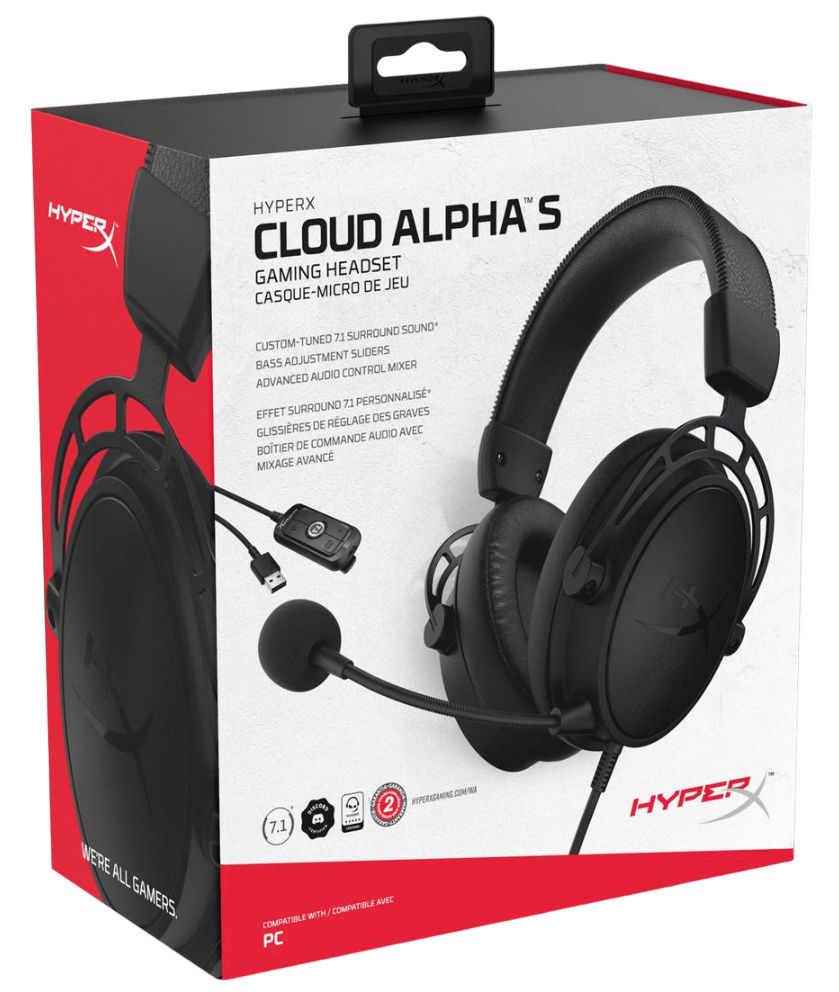 HYPERX
HYPERX
CLOUD ALPHA™ S
GAMING HEADSET
CASQUE-MICRO DE JEU
CUSTOM-TUNED 7.1 SURROUND SOUND*
BASS ADJUSTMENT SLIDERS
ADVANCED AUDIO CONTROL MIXER
EFFET SURROUND 7.1 PERSONNALISÉ*
GLISSIÈRES DE RÉGLAGE DES GRAVES
BOÎTIER DE COMMANDE AUDIO AVEC
MIXAGE AVANCÉ
7.1
DISCORD
CERTIFIED
2
HYPERXGAMING.COM/WA
HYPERX™
WE'RE ALL GAMERS.
COMPATIBLE WITH / COMPATIBLE AVEC
PC